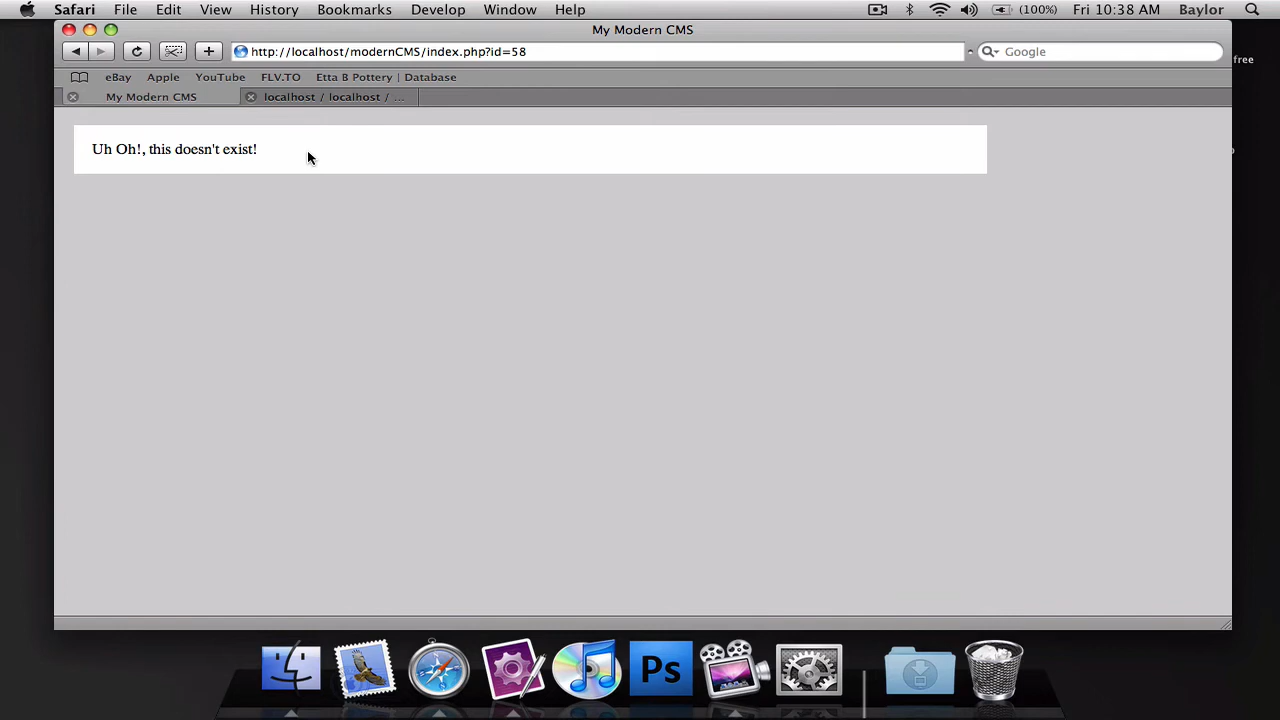 Safari File Edit View History Bookmarks Develop Window Help (100%) Fri 10:38 AM Baylor
My Modern CMS
http://localhost/modernCMS/index.php?id=58 Google
free
eBay Apple YouTube FLV.TO Etta B Pottery | Database
My Modern CMS localhost / localhost / ...
Uh Oh!, this doesn't exist!
Ps